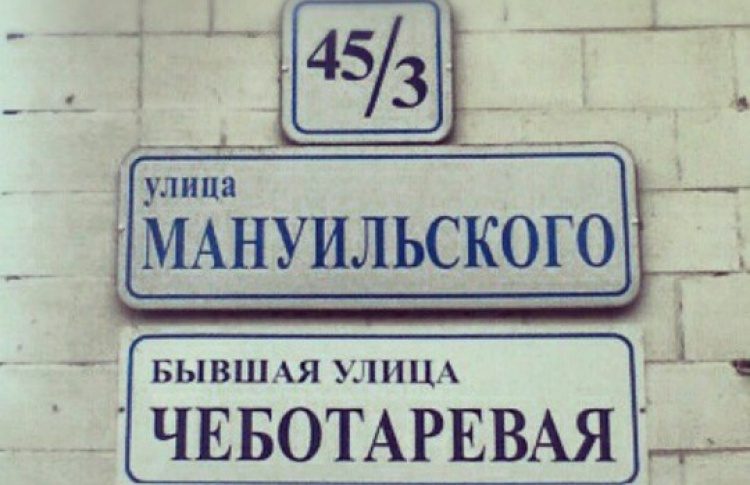 45/3
улица
МАНУИЛЬСКОГО
БЫВШАЯ УЛИЦА
ЧЕБОТАРЕВАЯ